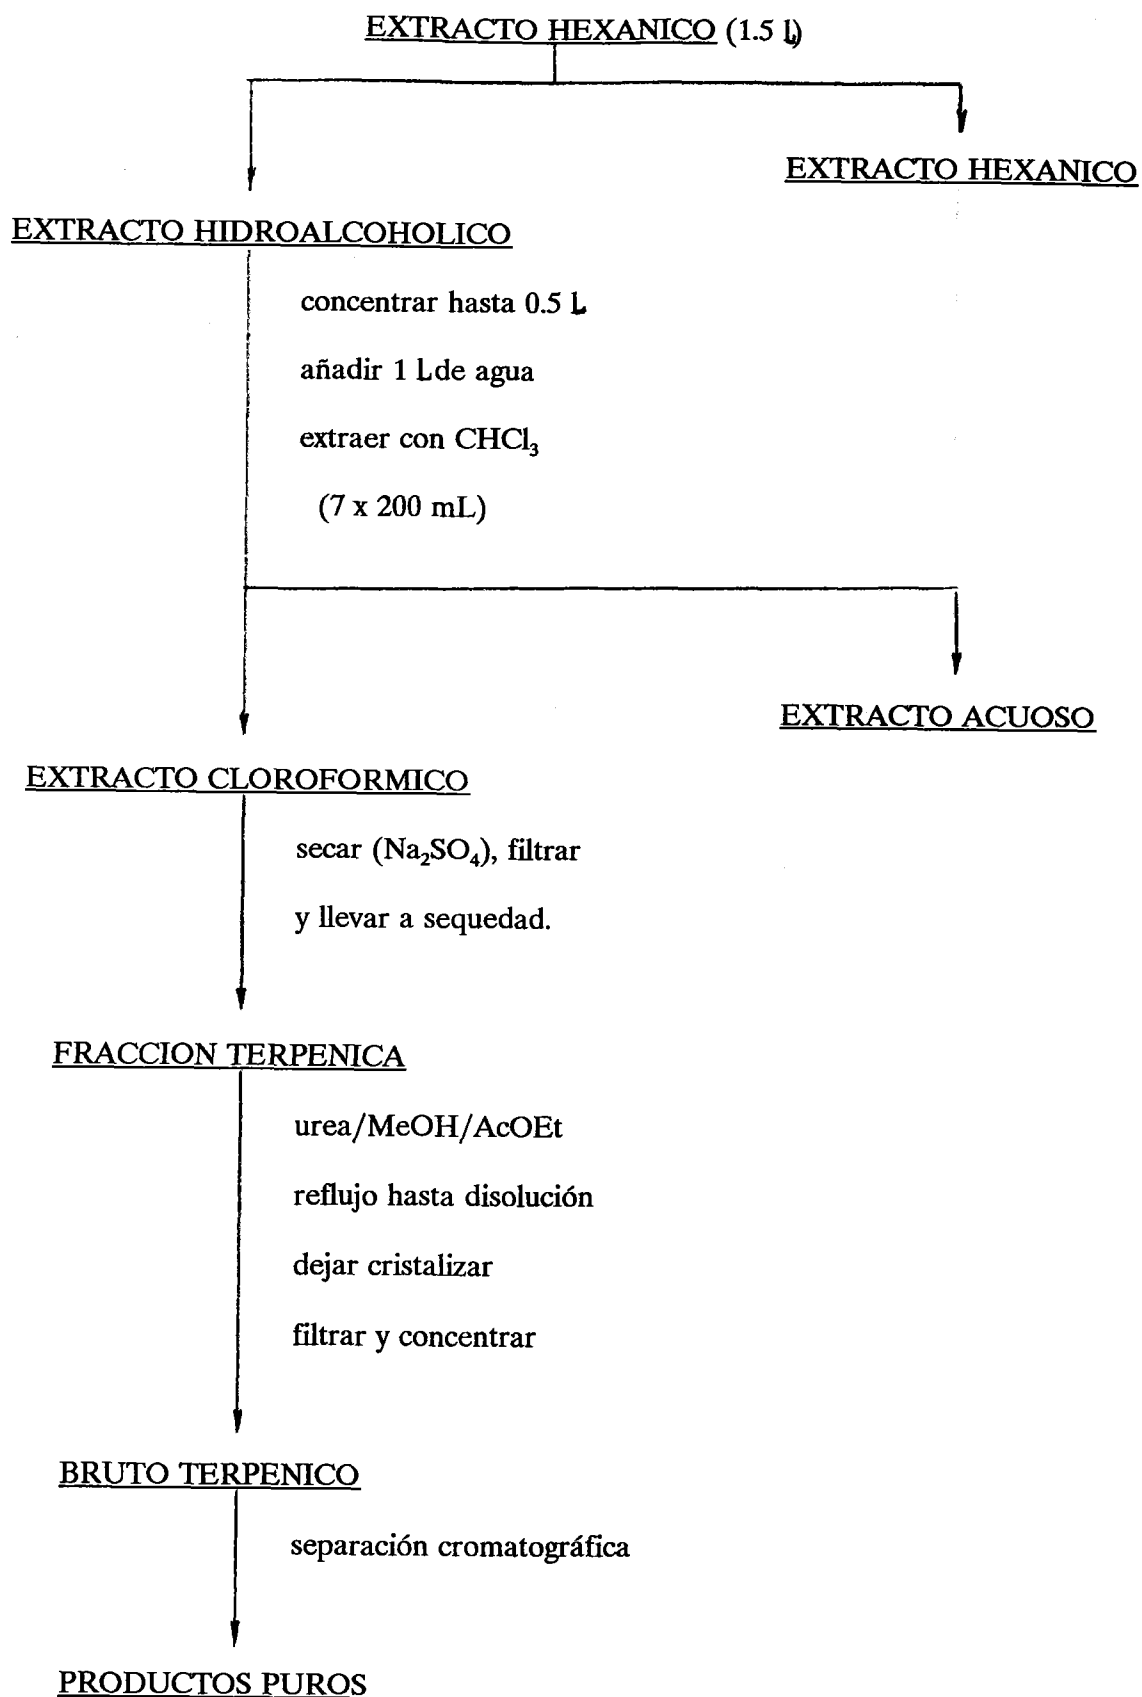 EXTRACTO HEXANICO (1.5 L)
EXTRACTO HEXANICO
EXTRACTO HIDROALCOHOLICO
concentrar hasta 0.5 L
añadir 1 L de agua
extraer con CHCl₃
(7 x 200 mL)
EXTRACTO ACUOSO
EXTRACTO CLOROFORMICO
secar (Na₂SO₄), filtrar
y llevar a sequedad.
FRACCION TERPENICA
urea/MeOH/AcOEt
reflujo hasta disolución
dejar cristalizar
filtrar y concentrar
BRUTO TERPENICO
separación cromatográfica
PRODUCTOS PUROS